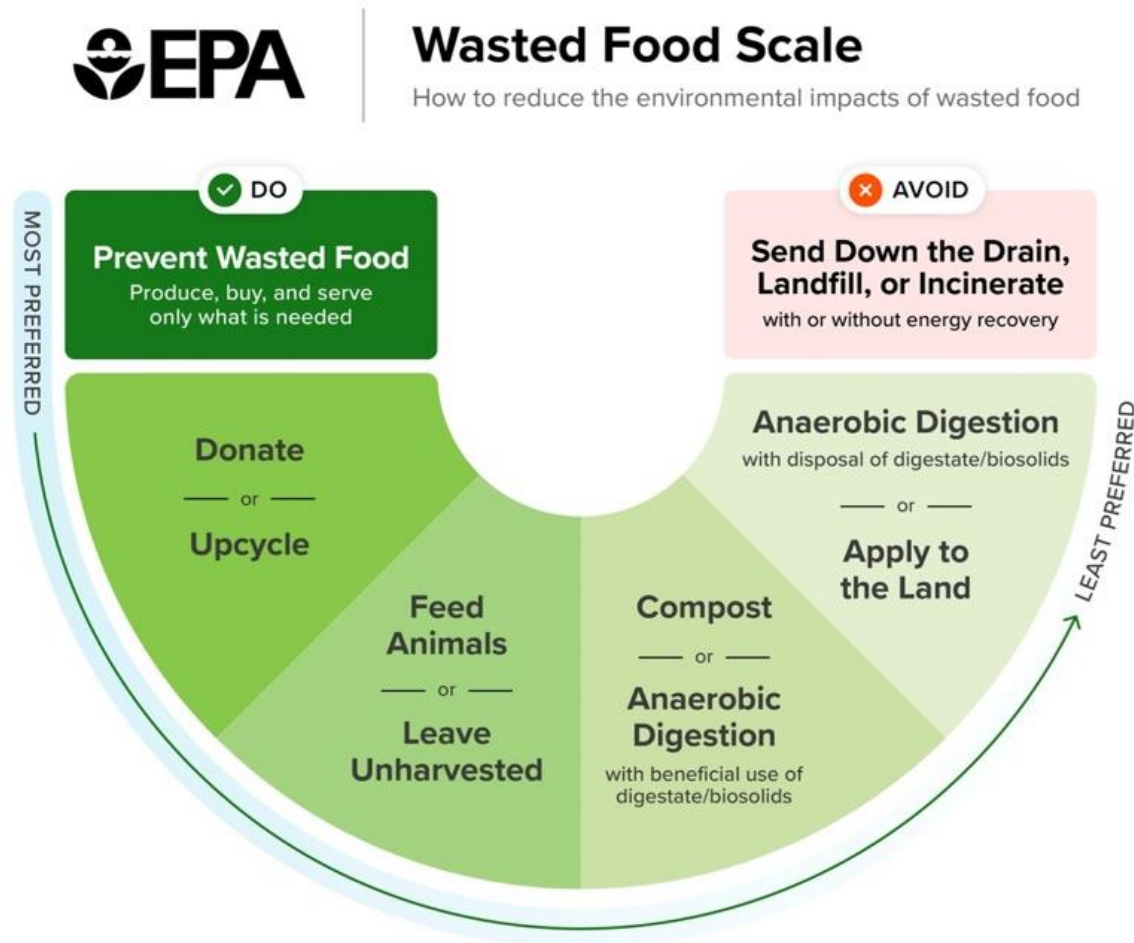 EPA
Wasted Food Scale
How to reduce the environmental impacts of wasted food
MOST PREFERRED
DO
Prevent Wasted Food
Produce, buy, and serve
only what is needed
Donate
or
Upcycle
Feed
Animals
or
Leave
Unharvested
Compost
or
Anaerobic
Digestion
with beneficial use of
digestate/biosolids
Anaerobic Digestion
with disposal of digestate/biosolids
or
Apply to
the Land
AVOID
Send Down the Drain,
Landfill, or Incinerate
with or without energy recovery
LEAST PREFERRED